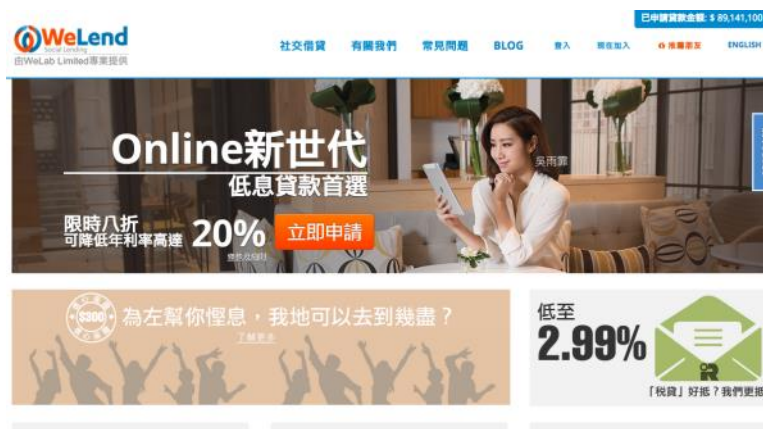 已申請貸款金額: $ 89,141,100
WeLend
Social Lending
由WeLab Limited專業提供
社交借貸 有關我們 常見問題 BLOG 登入 現在加入 推薦朋友 ENGLISH
Online新世代
低息貸款首選
吳雨霏
限時八折
可降低年利率高達 20% 立即申請
$300
為左幫你慳息，我地可以去到幾盡？
了解更多
低至
2.99%
「税貸」好抵？我們更抵